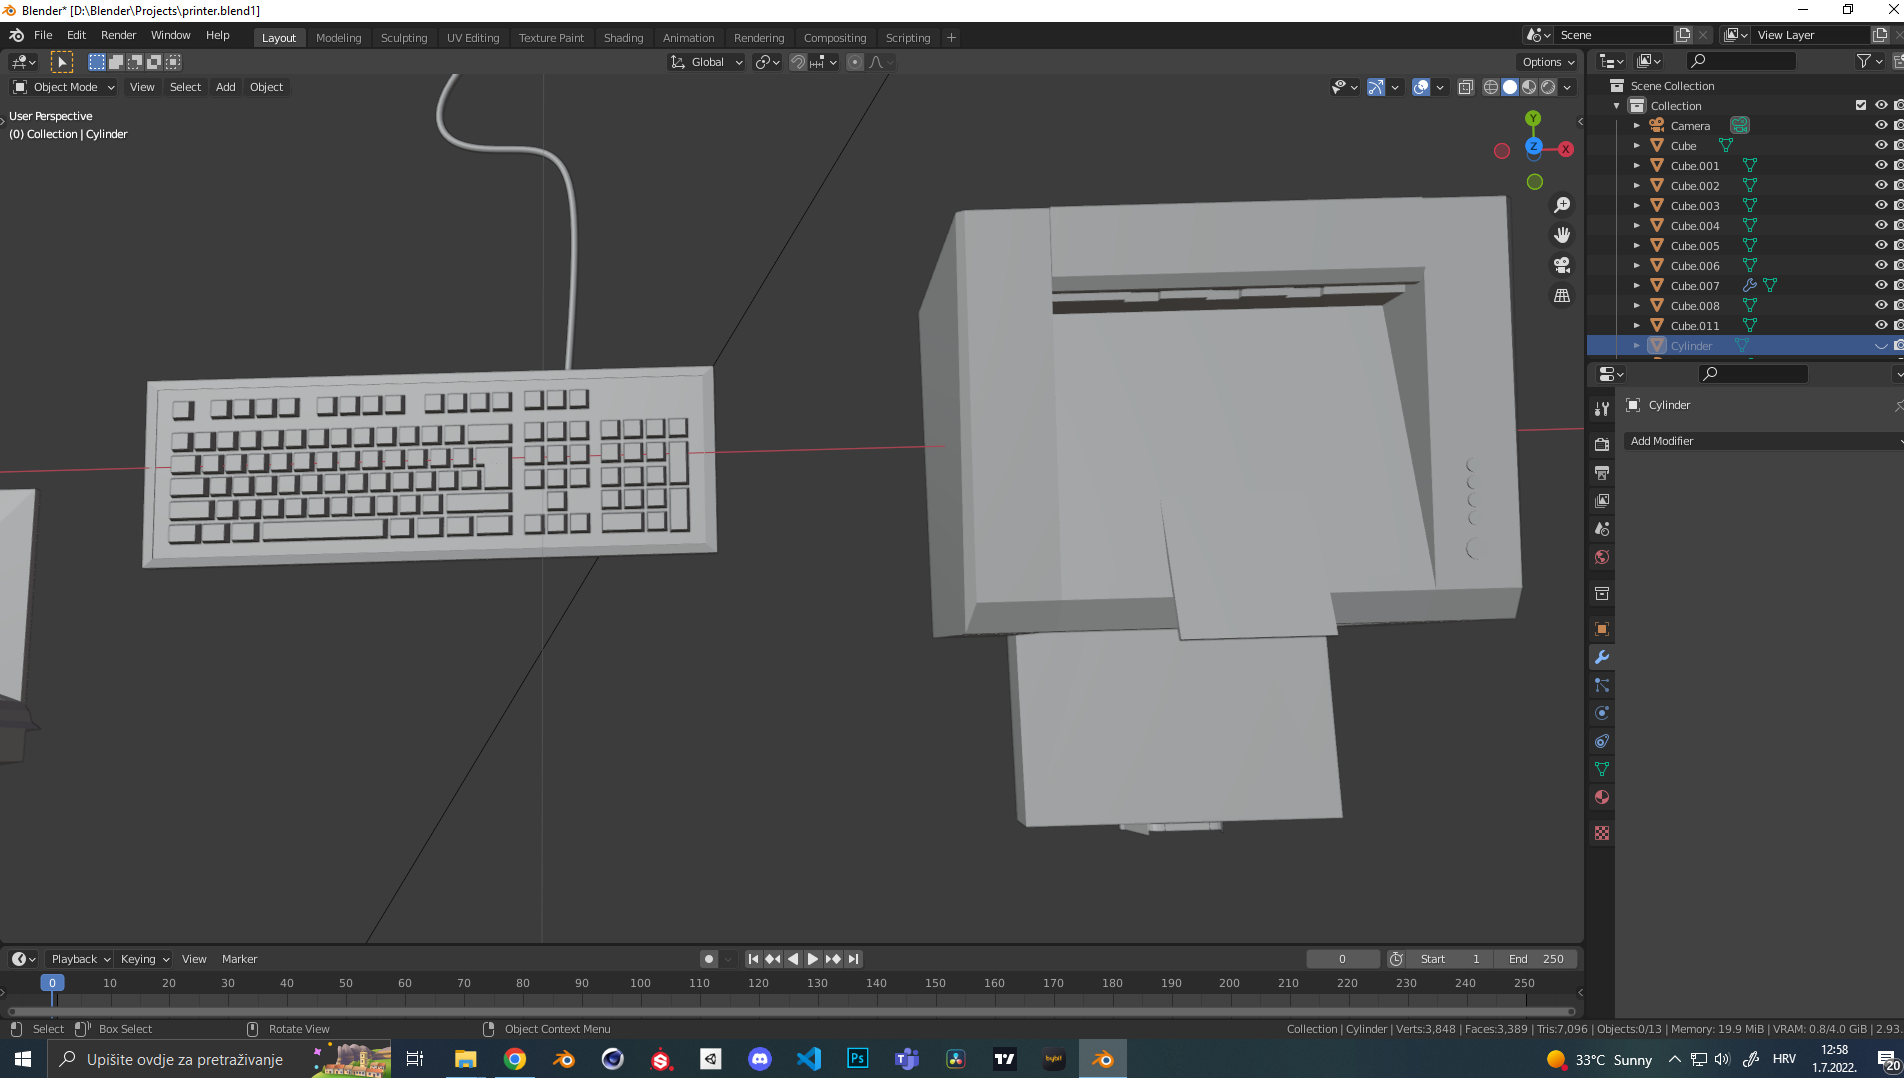 Blender* [D:\Blender\Projects\printer.blend1]
File Edit Render Window Help Layout Modeling Sculpting UV Editing Texture Paint Shading Animation Rendering Compositing Scripting + Scene View Layer
Global Options
Object Mode View Select Add Object
User Perspective
(0) Collection | Cylinder
Y
Z X
Scene Collection
Collection
Camera
Cube
Cube.001
Cube.002
Cube.003
Cube.004
Cube.005
Cube.006
Cube.007
Cube.008
Cube.011
Cylinder
Cylinder
Add Modifier
Playback Keying View Marker 0 Start 1 End 250
0 10 20 30 40 50 60 70 80 90 100 110 120 130 140 150 160 170 180 190 200 210 220 230 240 250
Select Box Select Rotate View Object Context Menu Collection | Cylinder | Verts:3,848 | Faces:3,389 | Tris:7,096 | Objects:0/13 | Memory: 19.9 MiB | VRAM: 0.8/4.0 GiB | 2.93.
Upišite ovdje za pretraživanje Ps bybit 33°C Sunny HRV 12:58
1.7.2022. 20